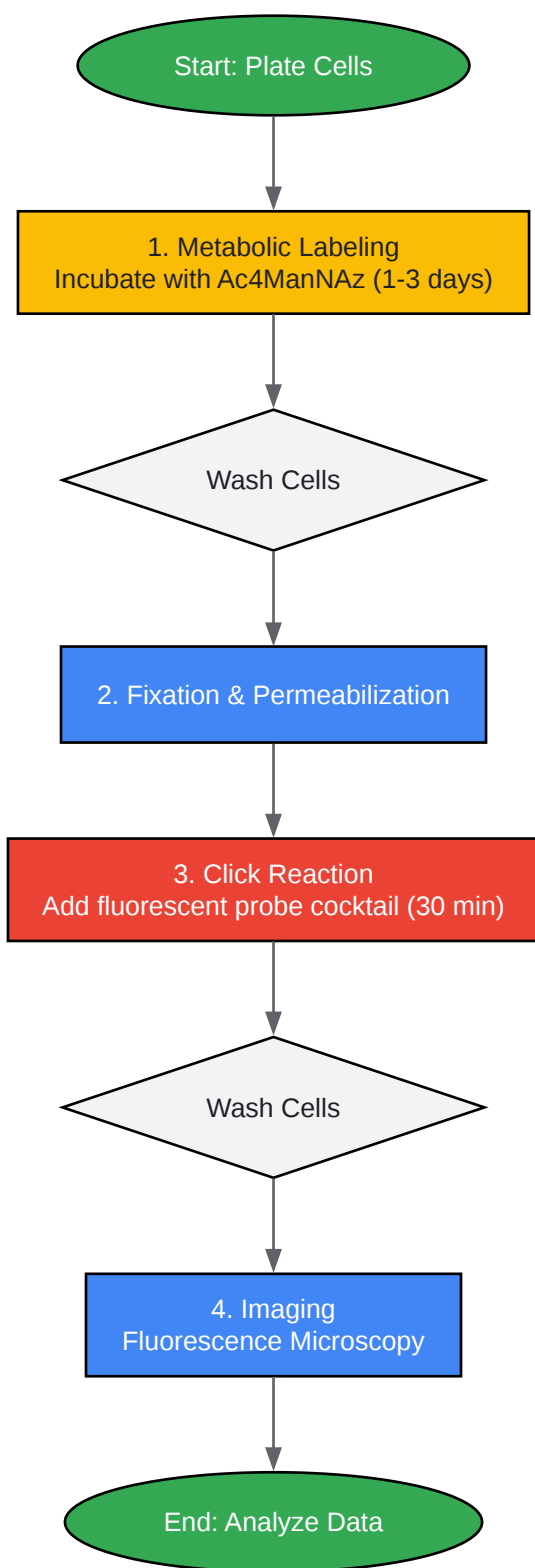 Start: Plate Cells
1. Metabolic Labeling
Incubate with Ac4ManNAz (1-3 days)
Wash Cells
2. Fixation & Permeabilization
3. Click Reaction
Add fluorescent probe cocktail (30 min)
Wash Cells
4. Imaging
Fluorescence Microscopy
End: Analyze Data